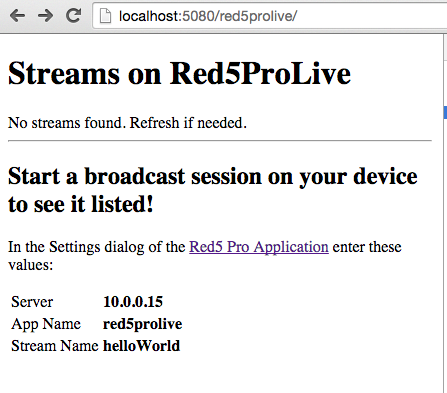 localhost:5080/red5prolive/
Streams on Red5ProLive
No streams found. Refresh if needed.
Start a broadcast session on your device
to see it listed!
In the Settings dialog of the Red5 Pro Application enter these
values:
Server 10.0.0.15
App Name red5prolive
Stream Name helloWorld